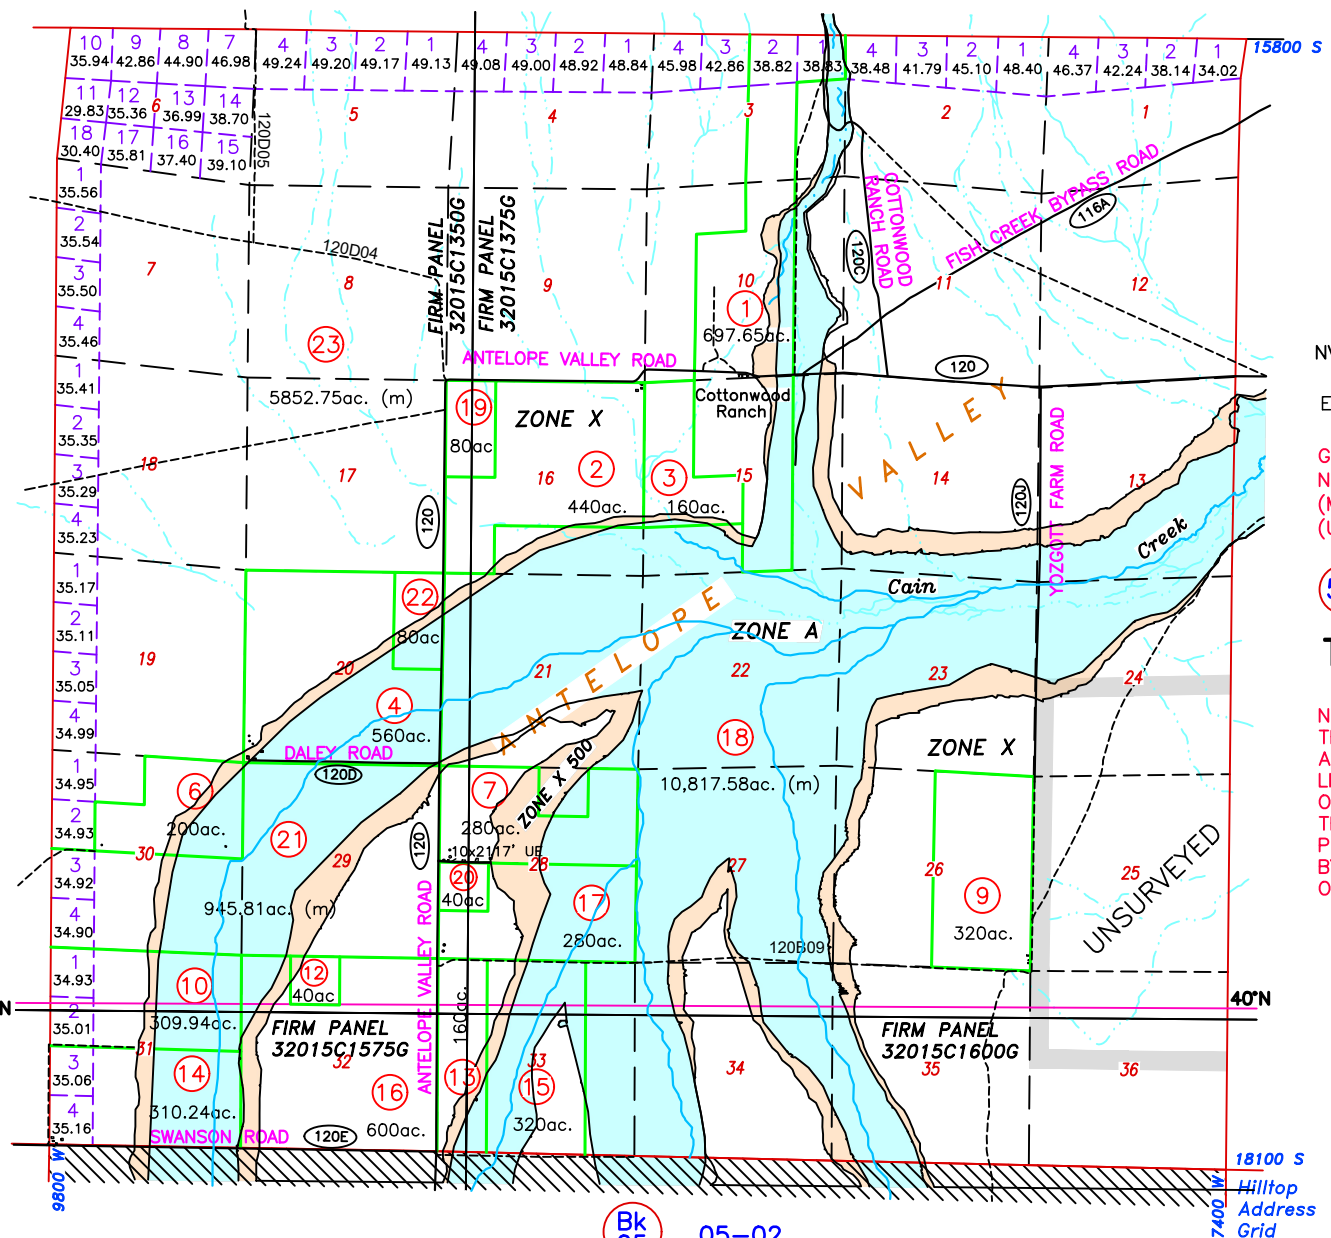 10 9 8 7 4 3 2 1 4 3 2 1 4 3 2 1 4 3 2 1 4 3 2 1
35.94 42.86 44.90 46.98 49.24 49.20 49.17 49.13 49.08 49.00 48.92 48.84 45.98 42.86 38.82 38.83 38.48 41.79 45.10 48.40 46.37 42.24 38.14 34.02
15800 S
11 12 13 14
29.83 35.36 36.99 38.70
6 5 4 3 2 1
18 17 16 15
30.40 35.81 37.40 39.10
120D05
1
35.56
2
35.54
3
35.50
4
35.46
1
35.41
2
35.35
3
35.29
4
35.23
1
35.17
2
35.11
3
35.05
4
34.99
1
34.95
2
34.93
3
34.92
4
34.90
1
34.93
2
35.01
3
35.06
4
35.16
120D04
FIRM PANEL
32015C1350G
FIRM PANEL
32015C1375G
COTTONWOOD
RANCH ROAD
120C
FISH CREEK BYPASS ROAD
116A
7 8 9 10 11 12
23
5852.75ac. (m)
1
697.65ac.
ANTELOPE VALLEY ROAD
120
Cottonwood
Ranch
19
80ac
ZONE X
2
440ac.
3
160ac.
18 17 16 15 14 13
VALLEY
120
120J
YOZGOTT FARM ROAD
Creek
Cain
22
80ac
ANTELOPE
ZONE A
19 20 21 22 23 24
4
560ac.
DALEY ROAD
120D
18
10,817.58ac. (m)
ZONE X
ZONE X 500
6
200ac.
7
280ac.
10x2117' UE
21
945.81ac. (m)
120
20
40ac
17
280ac.
9
320ac.
30 29 28 27 26 25
UNSURVEYED
120B09
ANTELOPE VALLEY ROAD
10
309.94ac.
12
40ac
160ac.
N
40°N
FIRM PANEL
32015C1575G
FIRM PANEL
32015C1600G
31 32 33 34 35 36
14
310.24ac.
16
600ac.
13
15
320ac.
SWANSON ROAD
120E
9800 W
7400 W
18100 S
Hilltop
Address
Grid
Bk
05-02